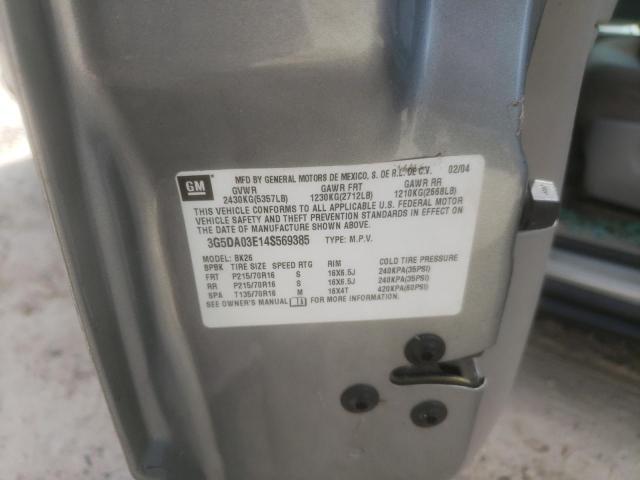 GM
MFD BY GENERAL MOTORS DE MEXICO, S. DE R.L. DE C.V. 02/04
GVWR GAWR FRT GAWR RR
2430KG(5357LB) 1230KG(2712LB) 1210KG(2668LB)
THIS VEHICLE CONFORMS TO ALL APPLICABLE U.S. FEDERAL MOTOR
VEHICLE SAFETY AND THEFT PREVENTION STANDARDS IN EFFECT ON
THE DATE OF MANUFACTURE SHOWN ABOVE.
3G5DA03E14S569385 TYPE: M.P.V.
MODEL: BK26
BPBK TIRE SIZE SPEED RTG RIM COLD TIRE PRESSURE
FRT P215/70R16 S 16X6.5J 240KPA(35PSI)
RR P215/70R16 S 16X6.5J 240KPA(35PSI)
SPA T135/70R16 M 16X4T 420KPA(60PSI)
SEE OWNER'S MANUAL FOR MORE INFORMATION.